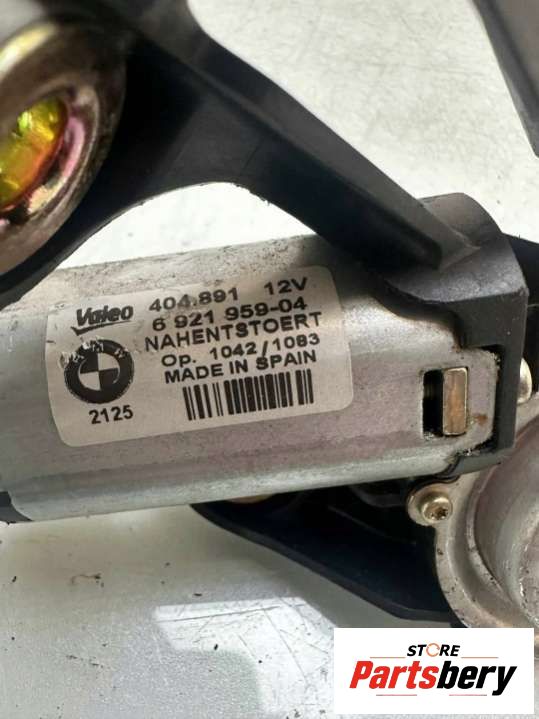 Valeo 404.891 12V
6 921 959-04
NAHENTSTOERT
Op. 1042/1083
MADE IN SPAIN
2125
STORE
Partsbery